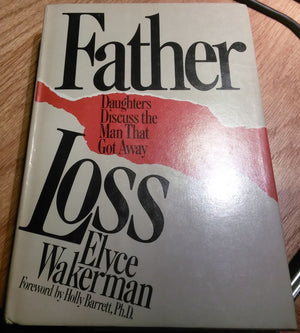 Father
Daughters
Discuss the
Man That
Got Away
Loss
Elyce
Wakerman
Foreword by Holly Barrett, Ph.D.